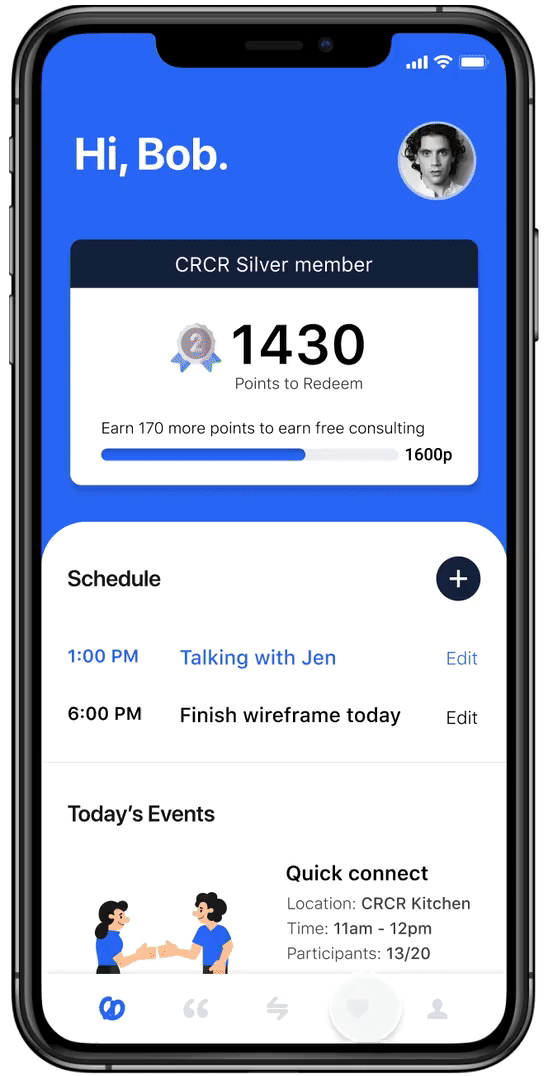 Hi, Bob.
CRCR Silver member
2
1430
Points to Redeem
Earn 170 more points to earn free consulting
1600p
Schedule
+
1:00 PM Talking with Jen Edit
6:00 PM Finish wireframe today Edit
Today’s Events
Quick connect
Location: CRCR Kitchen
Time: 11am - 12pm
Participants: 13/20